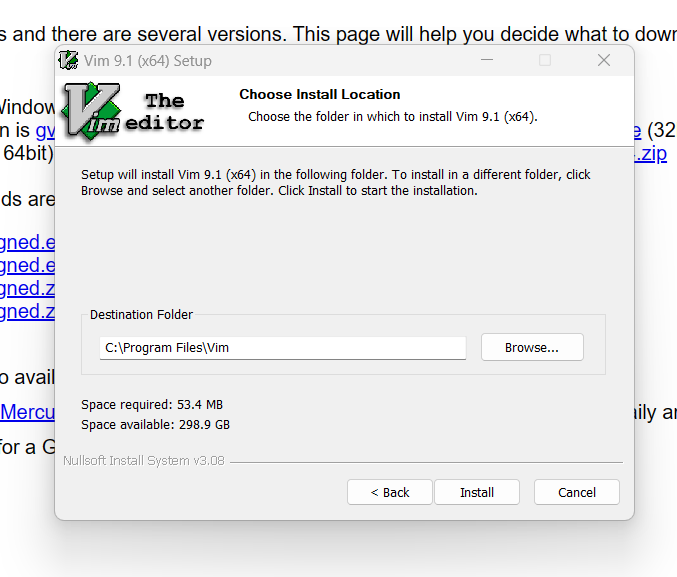 s and there are several versions. This page will help you decide what to dow
Vim 9.1 (x64) Setup
Vim
The
editor
Choose Install Location
Choose the folder in which to install Vim 9.1 (x64).
n is gv
(32
64bit)
.zip
Setup will install Vim 9.1 (x64) in the following folder. To install in a different folder, click
Browse and select another folder. Click Install to start the installation.
ds are
gned.e
gned.e
gned.z
gned.z
Destination Folder
C:\Program Files\Vim
Browse...
o avail
Space required: 53.4 MB
Mercu
Space available: 298.9 GB
aily ar
for a G
Nullsoft Install System v3.08
< Back
Install
Cancel